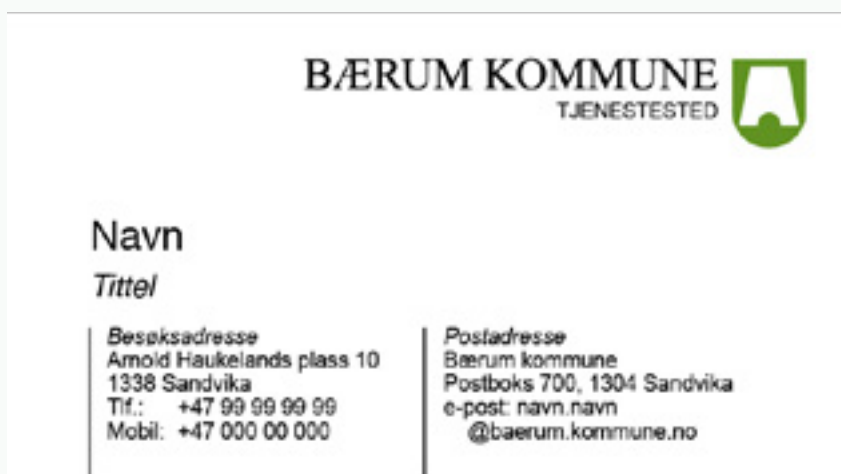 BÆRUM KOMMUNE
TJENESTESTED
Navn
Tittel
Besøksadresse
Arnold Haukelands plass 10
1338 Sandvika
Tlf.: +47 99 99 99 99
Mobil: +47 000 00 000
Postadresse
Bærum kommune
Postboks 700, 1304 Sandvika
e-post: navn.navn
@baerum.kommune.no